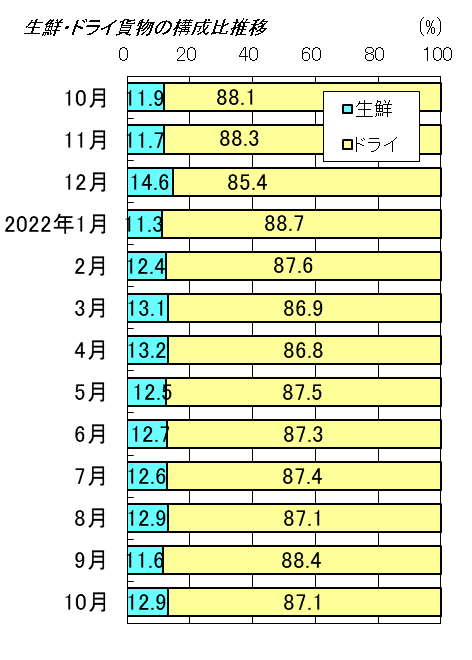 生鮮・ドライ貨物の構成比推移 (%)
0 20 40 60 80 100
10月 11.9 88.1
生鮮
11月 11.7 88.3
ドライ
12月 14.6 85.4
2022年1月 11.3 88.7
2月 12.4 87.6
3月 13.1 86.9
4月 13.2 86.8
5月 12.5 87.5
6月 12.7 87.3
7月 12.6 87.4
8月 12.9 87.1
9月 11.6 88.4
10月 12.9 87.1